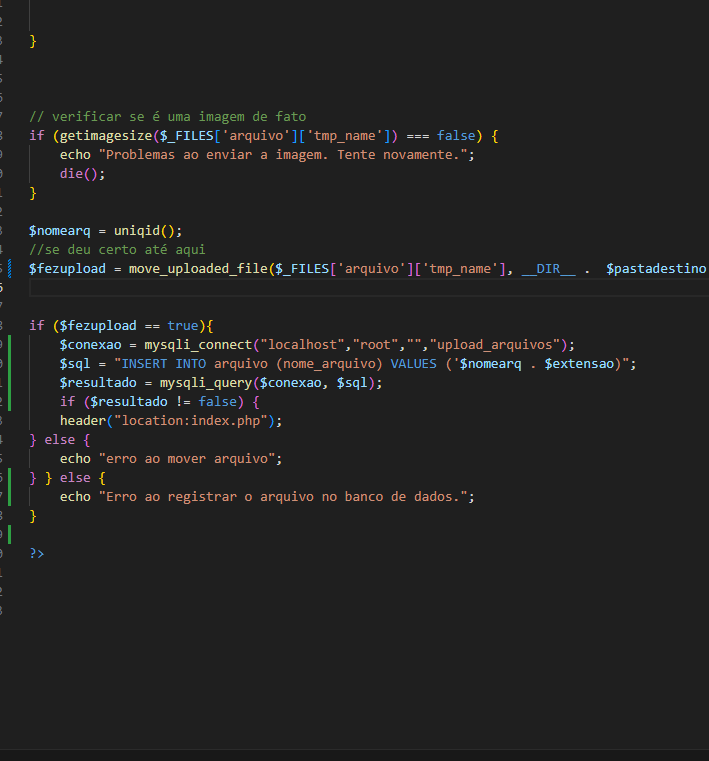 }
// verificar se é uma imagem de fato
if (getimagesize($_FILES['arquivo']['tmp_name']) === false) {
    echo "Problemas ao enviar a imagem. Tente novamente.";
    die();
}
$nomearq = uniqid();
//se deu certo até aqui
$fezupload = move_uploaded_file($_FILES['arquivo']['tmp_name'], __DIR__ .  $pastadestino
if ($fezupload == true){
    $conexao = mysqli_connect("localhost","root","","upload_arquivos");
    $sql = "INSERT INTO arquivo (nome_arquivo) VALUES ('$nomearq . $extensao)";
    $resultado = mysqli_query($conexao, $sql);
    if ($resultado != false) {
    header("location:index.php");
} else {
    echo "erro ao mover arquivo";
} } else {
    echo "Erro ao registrar o arquivo no banco de dados.";
}
?>